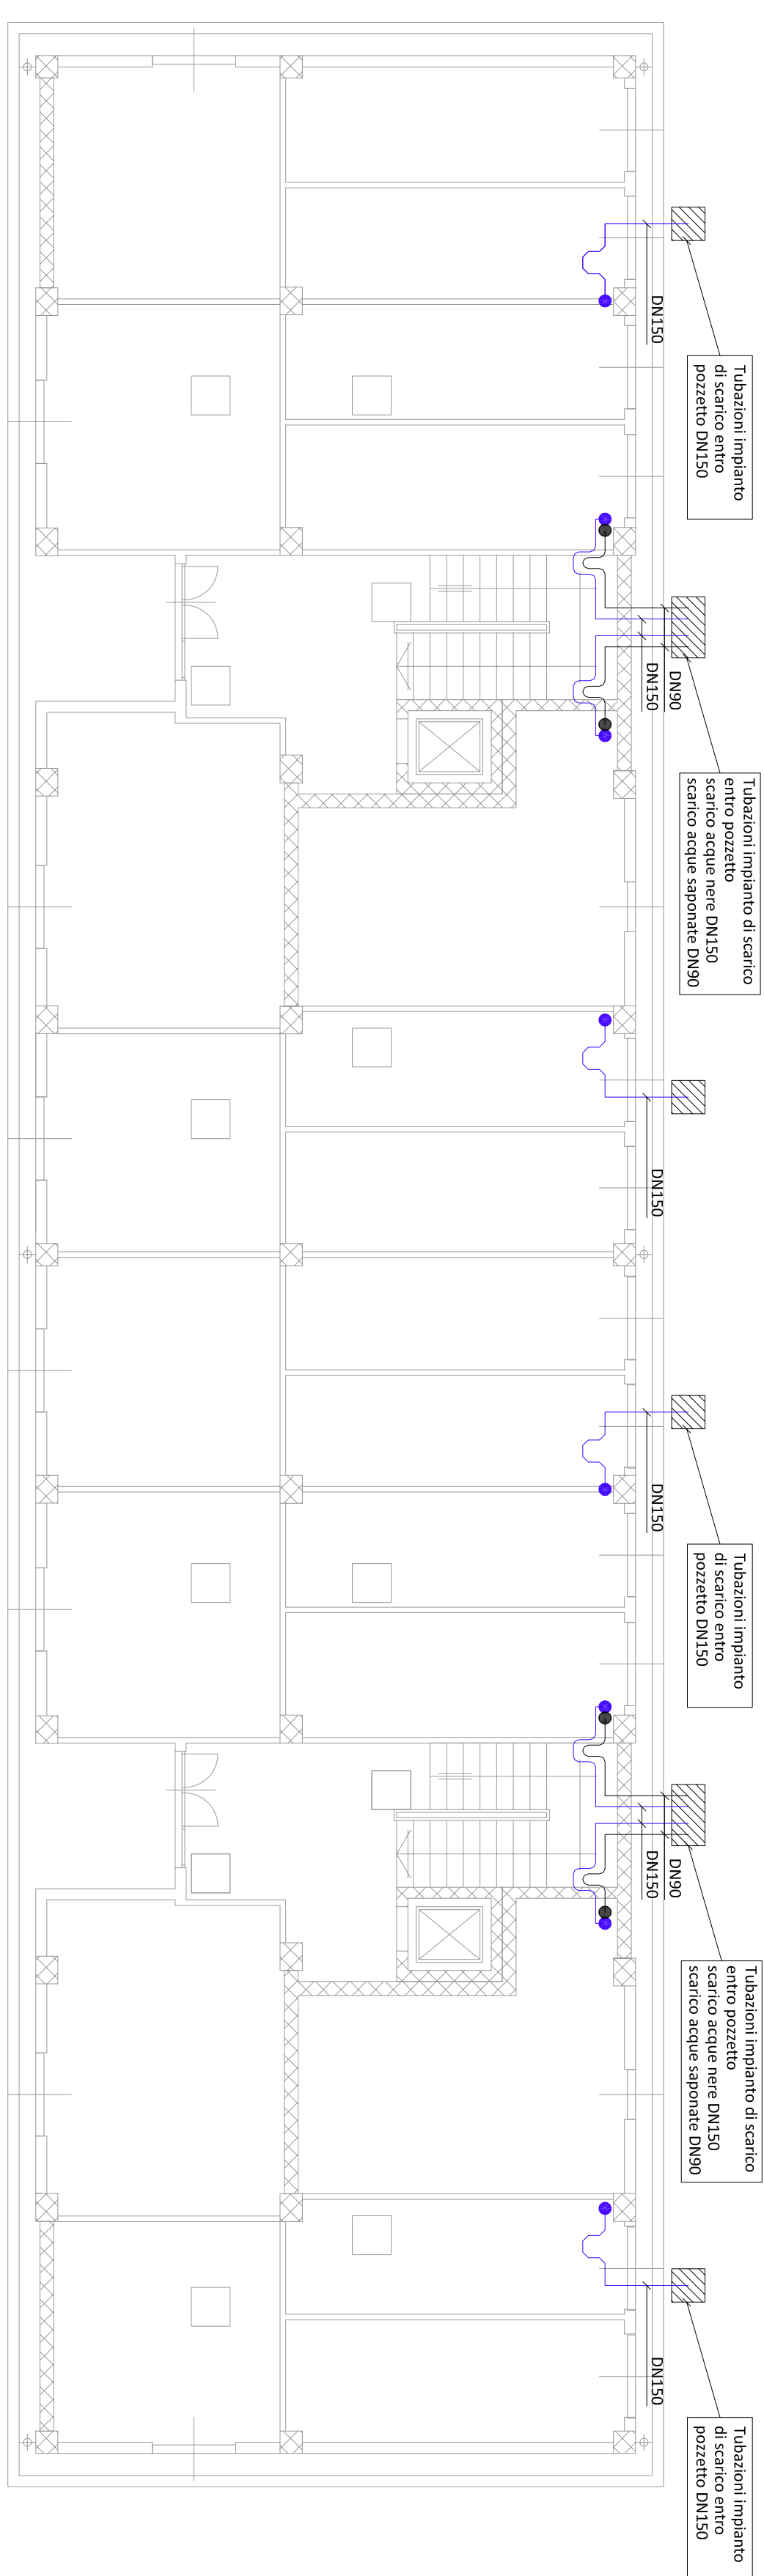 DN150
Tubazioni impianto
di scarico entro
pozzetto DN150
DN90
DN150
Tubazioni impianto di scarico
entro pozzetto
scarico acque nere DN150
scarico acque saponate DN90
DN150
DN150
Tubazioni impianto
di scarico entro
pozzetto DN150
DN90
DN150
Tubazioni impianto di scarico
entro pozzetto
scarico acque nere DN150
scarico acque saponate DN90
DN150
Tubazioni impianto
di scarico entro
pozzetto DN150